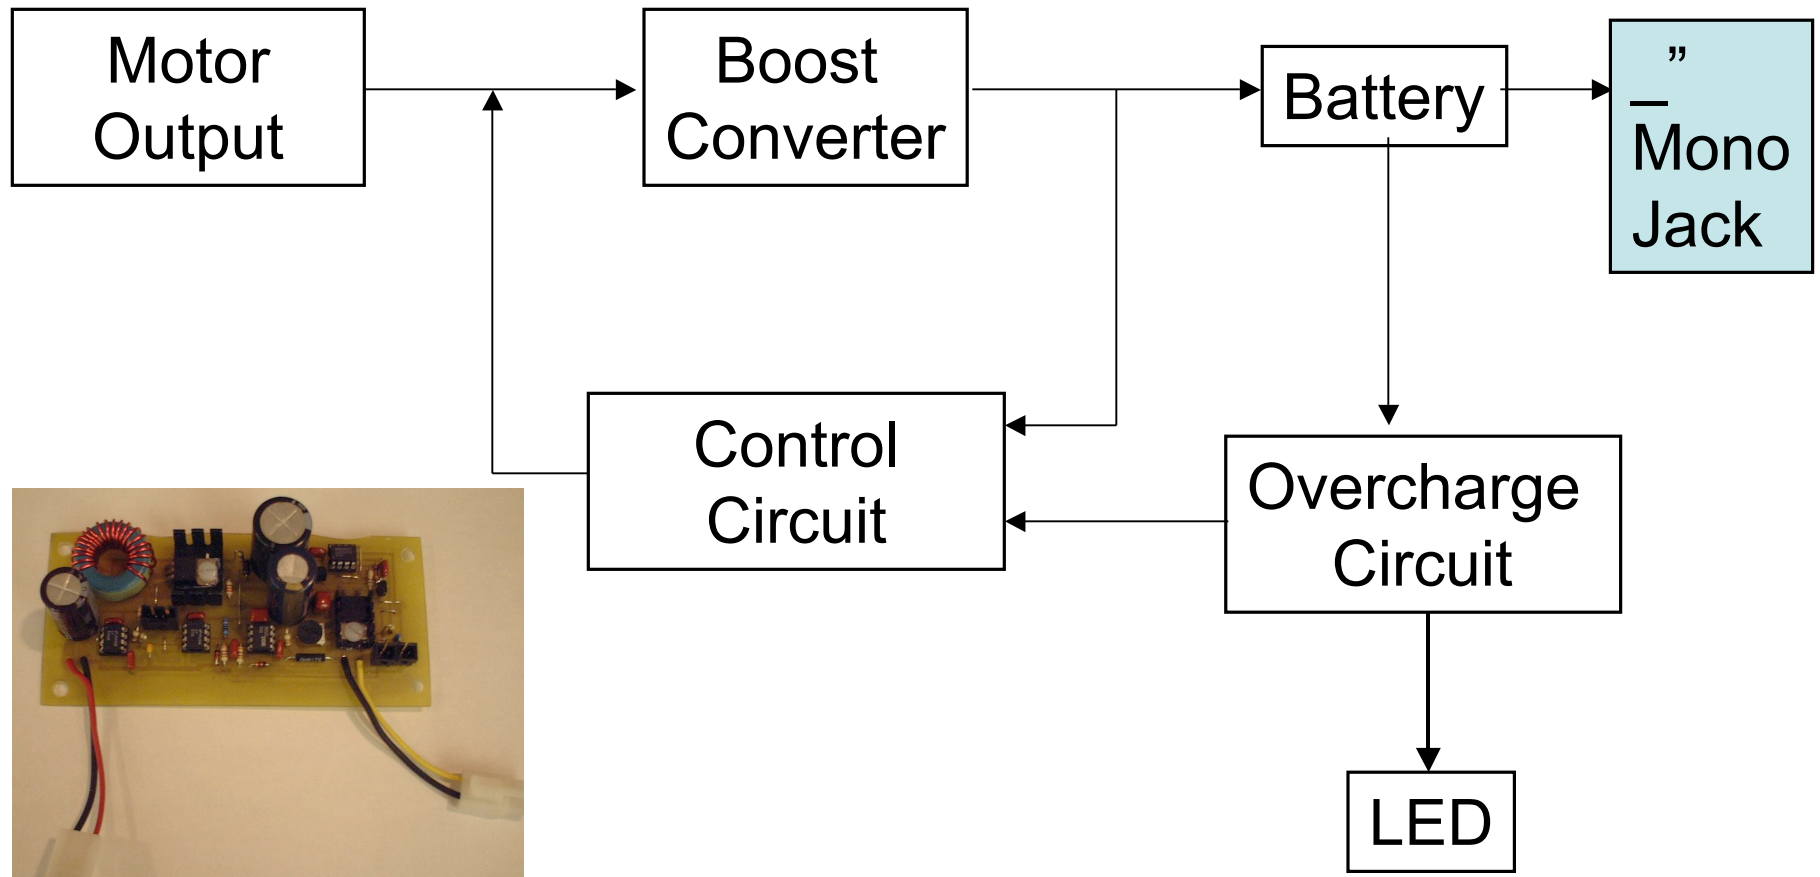 Motor
Output
Boost
Converter
Battery
_”
Mono
Jack
Control
Circuit
Overcharge
Circuit
LED